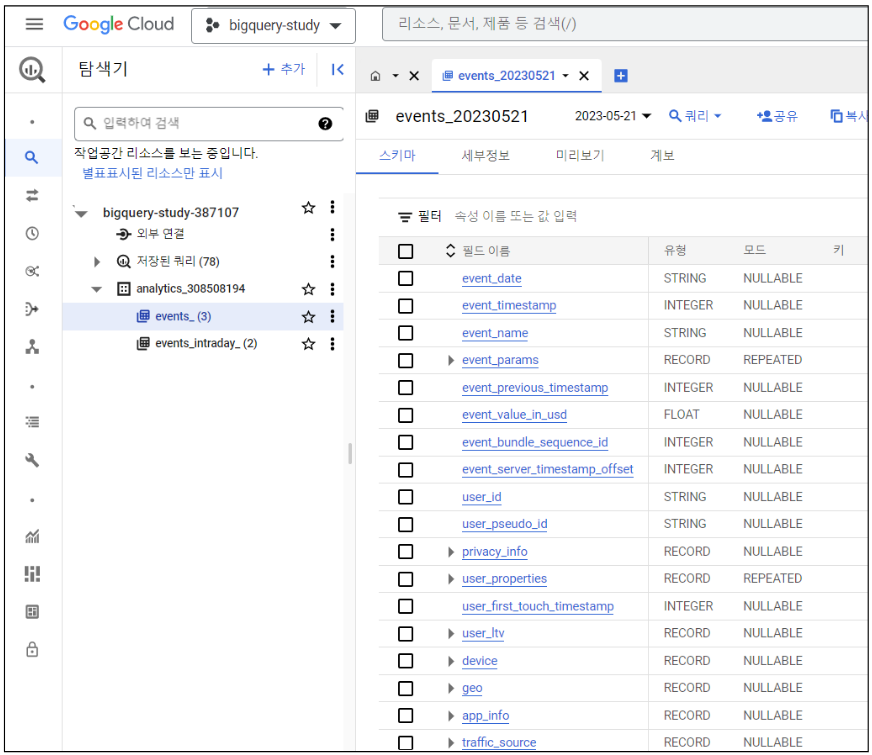 Google Cloud
bigquery-study
리소스, 문서, 제품 등 검색(/)
탐색기
+ 추가
입력하여 검색
작업공간 리소스를 보는 중입니다.
별표표시된 리소스만 표시
bigquery-study-387107
외부 연결
저장된 쿼리 (78)
analytics_308508194
events_ (3)
events_intraday_ (2)
events_20230521
events_20230521
2023-05-21
쿼리
공유
복사
스키마 세부정보 미리보기 계보
필터 속성 이름 또는 값 입력
필드 이름 유형 모드 키
event_date STRING NULLABLE
event_timestamp INTEGER NULLABLE
event_name STRING NULLABLE
event_params RECORD REPEATED
event_previous_timestamp INTEGER NULLABLE
event_value_in_usd FLOAT NULLABLE
event_bundle_sequence_id INTEGER NULLABLE
event_server_timestamp_offset INTEGER NULLABLE
user_id STRING NULLABLE
user_pseudo_id STRING NULLABLE
privacy_info RECORD NULLABLE
user_properties RECORD REPEATED
user_first_touch_timestamp INTEGER NULLABLE
user_ltv RECORD NULLABLE
device RECORD NULLABLE
geo RECORD NULLABLE
app_info RECORD NULLABLE
traffic_source RECORD NULLABLE